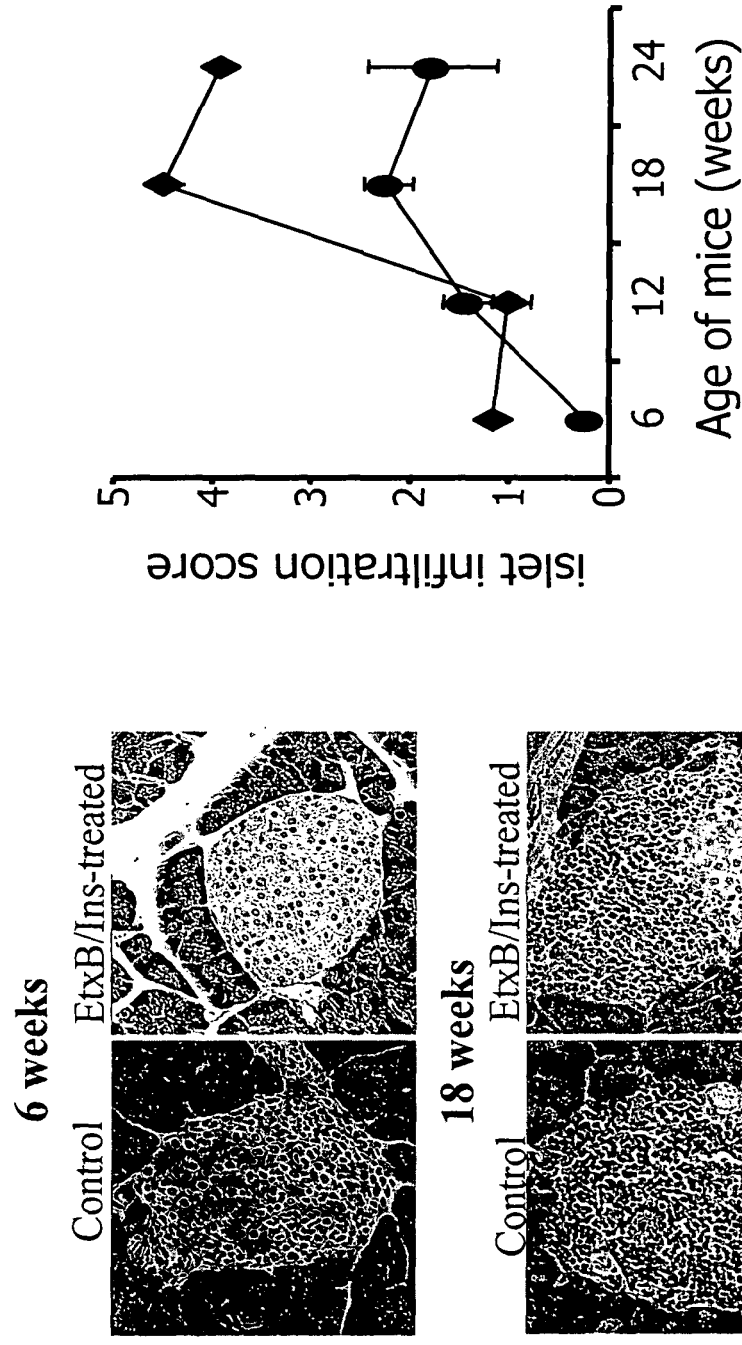 6 weeks
Control EtxB/Ins-treated
18 weeks
Control EtxB/Ins-treated
islet infiltration score
5
4
3
2
1
0
6 12 18 24
Age of mice (weeks)